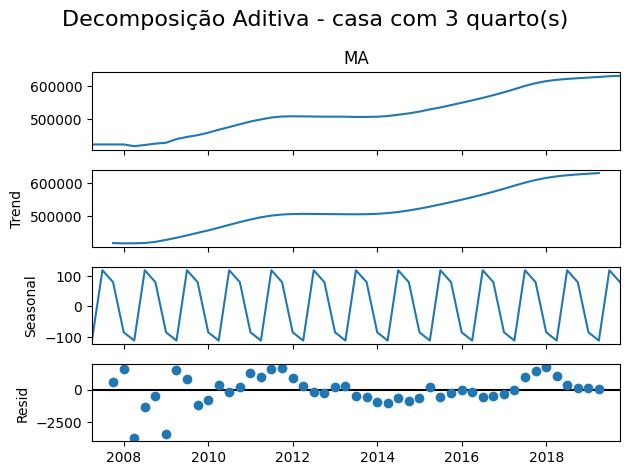 Decomposição Aditiva - casa com 3 quarto(s)
MA
600000
500000
Trend
600000
500000
Seasonal
100
0
−100
Resid
0
−2500
2008 2010 2012 2014 2016 2018